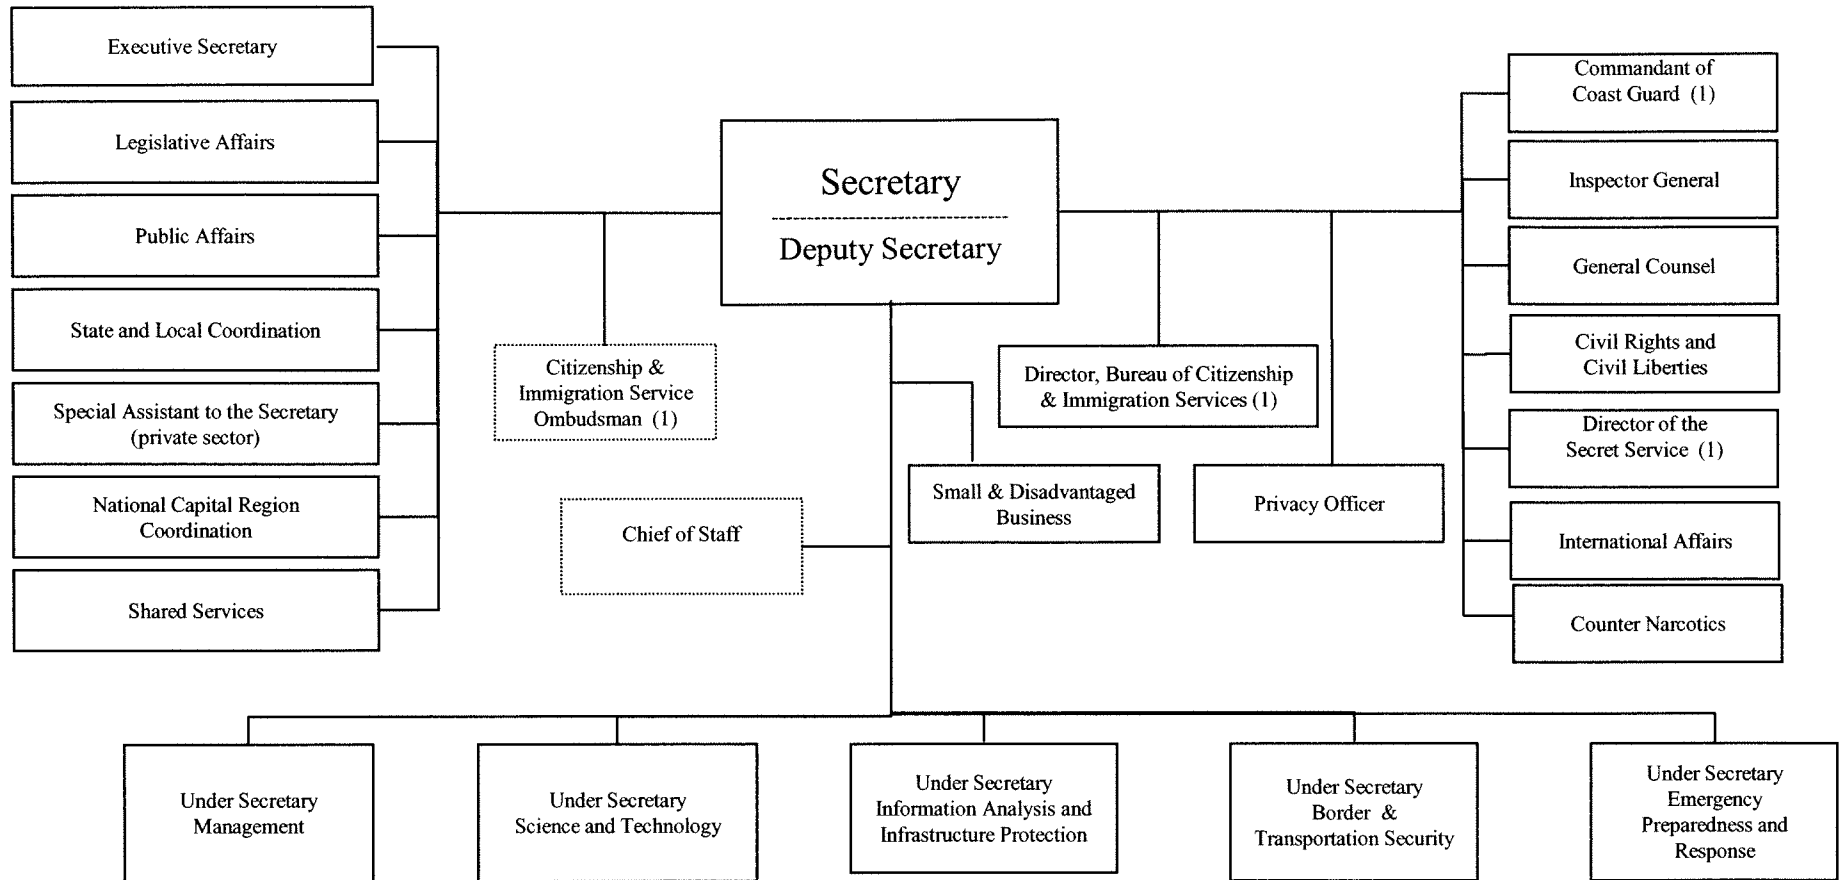 Executive Secretary
Legislative Affairs
Public Affairs
State and Local Coordination
Special Assistant to the Secretary
(private sector)
National Capital Region
Coordination
Shared Services
Secretary
Deputy Secretary
Citizenship &
Immigration Service
Ombudsman (1)
Chief of Staff
Director, Bureau of Citizenship
& Immigration Services (1)
Small & Disadvantaged
Business
Privacy Officer
Commandant of
Coast Guard (1)
Inspector General
General Counsel
Civil Rights and
Civil Liberties
Director of the
Secret Service (1)
International Affairs
Counter Narcotics
Under Secretary
Management
Under Secretary
Science and Technology
Under Secretary
Information Analysis and
Infrastructure Protection
Under Secretary
Border &
Transportation Security
Under Secretary
Emergency
Preparedness and
Response